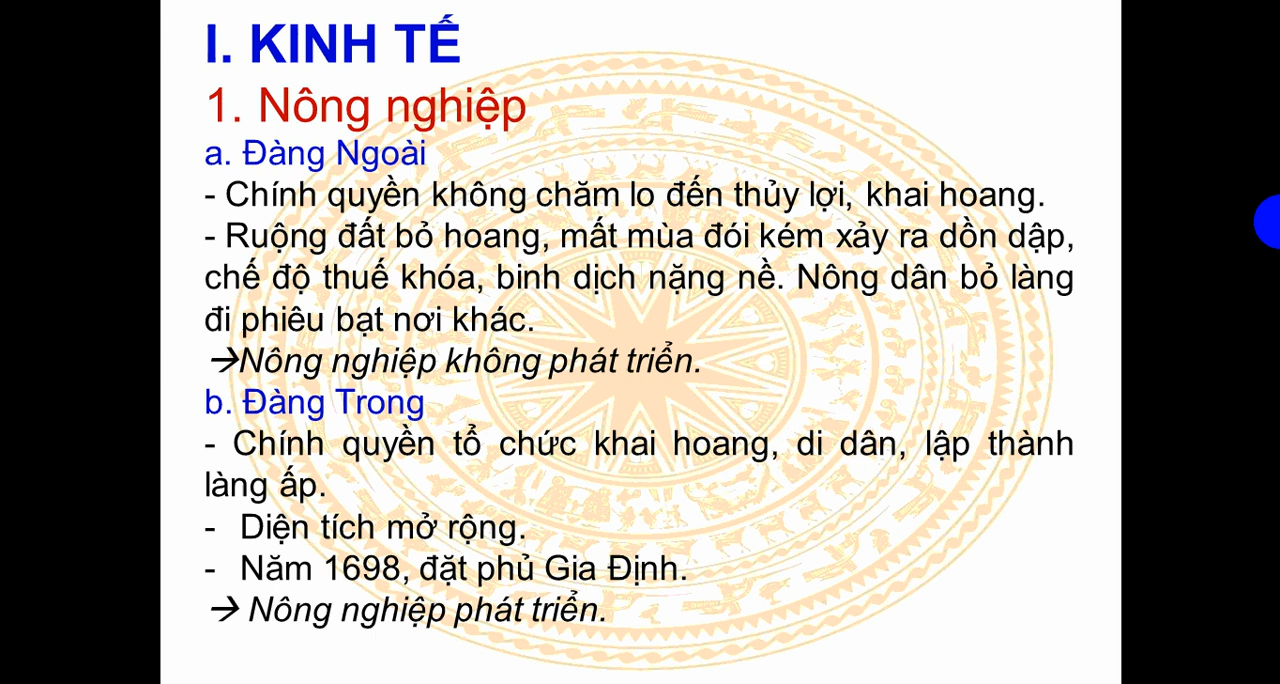 I. KINH TẾ
1. Nông nghiệp
a. Đàng Ngoài
- Chính quyền không chăm lo đến thủy lợi, khai hoang.
- Ruộng đất bỏ hoang, mất mùa đói kém xảy ra dồn dập,
chế độ thuế khóa, binh dịch nặng nề. Nông dân bỏ làng
đi phiêu bạt nơi khác.
→Nông nghiệp không phát triển.
b. Đàng Trong
- Chính quyền tổ chức khai hoang, di dân, lập thành
làng ấp.
- Diện tích mở rộng.
- Năm 1698, đặt phủ Gia Định.
→ Nông nghiệp phát triển.